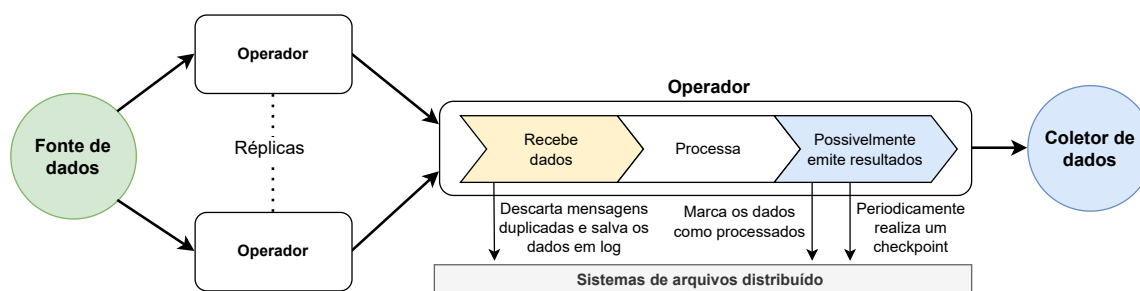 Operador
Fonte de
dados
Réplicas
Operador
Operador
Recebe
dados
Processa
Possivelmente
emite resultados
Coletor de
dados
Descarta mensagens
duplicadas e salva os
dados em log
Marca os dados
como processados
Periodicamente
realiza um
checkpoint
Sistemas de arquivos distribuído